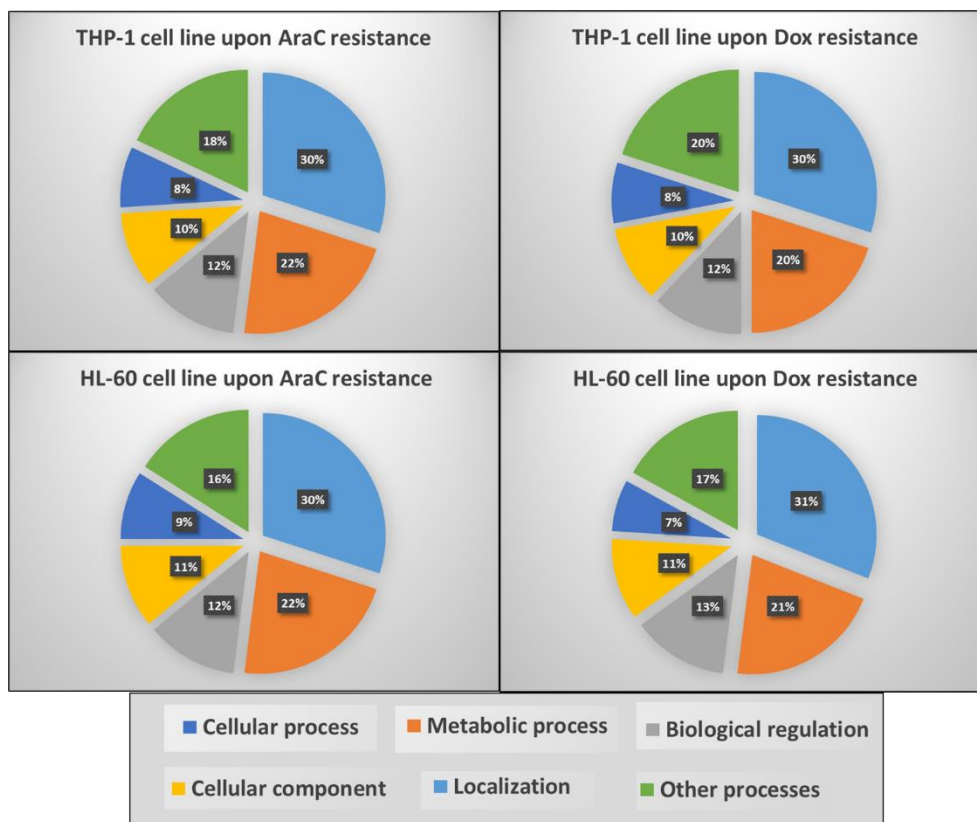 THP-1 cell line upon AraC resistance
18%
30%
8%
10%
12%
22%
THP-1 cell line upon Dox resistance
20%
30%
8%
10%
12%
20%
HL-60 cell line upon AraC resistance
16%
30%
9%
11%
12%
22%
HL-60 cell line upon Dox resistance
17%
31%
7%
11%
13%
21%
Cellular process
Metabolic process
Biological regulation
Cellular component
Localization
Other processes